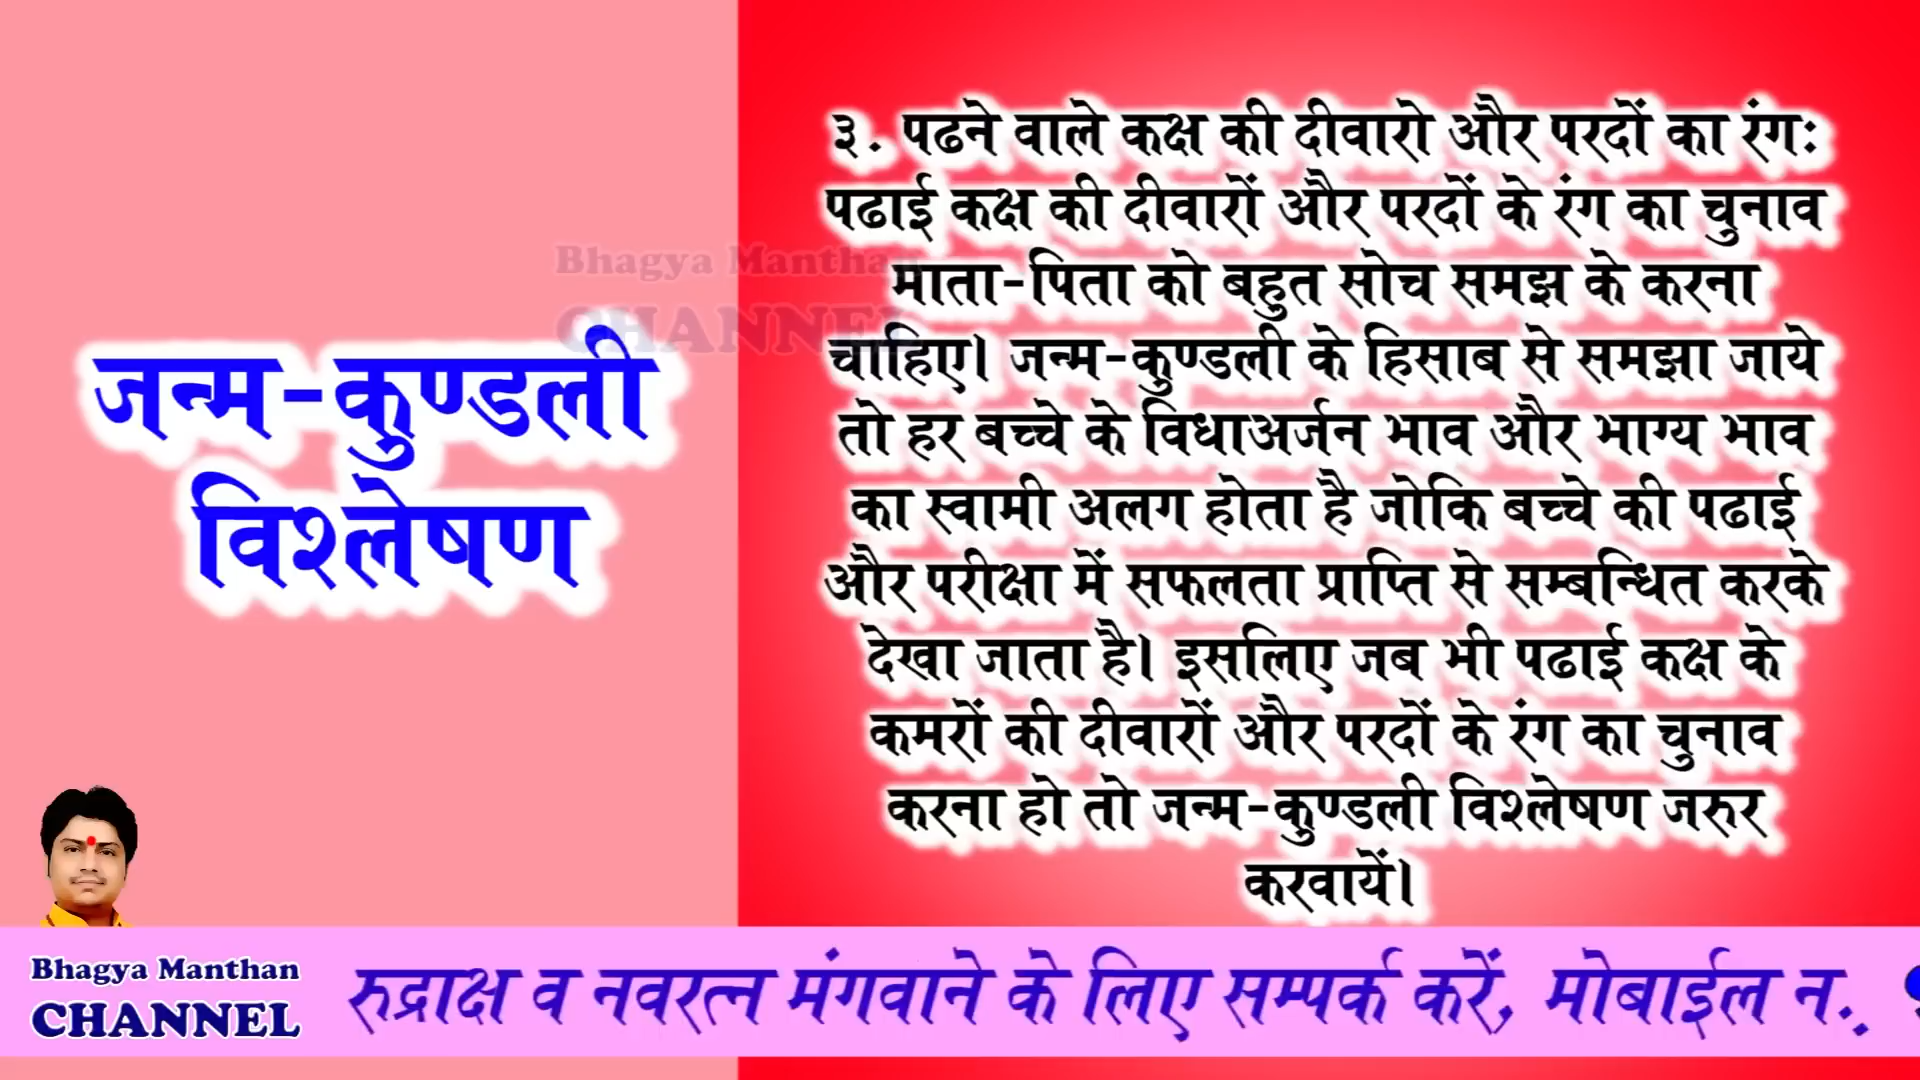 जन्म-कुण्डली
विश्लेषण
३. पढने वाले कक्ष की दीवारो और परदों का रंगः
पढाई कक्ष की दीवारों और परदों के रंग का चुनाव
माता-पिता को बहुत सोच समझ के करना
चाहिए। जन्म-कुण्डली के हिसाब से समझा जाये
तो हर बच्चे के विधाअर्जन भाव और भाग्य भाव
का स्वामी अलग होता है जोकि बच्चे की पढाई
और परीक्षा में सफलता प्राप्ति से सम्बन्धित करके
देखा जाता है। इसलिए जब भी पढाई कक्ष के
कमरों की दीवारों और परदों के रंग का चुनाव
करना हो तो जन्म-कुण्डली विश्लेषण जरुर
करवायें।
Bhagya Manthan
CHANNEL
Bhagya Manthan
CHANNEL
रुद्राक्ष व नवरत्न मंगवाने के लिए सम्पर्क करें, मोबाईल न..